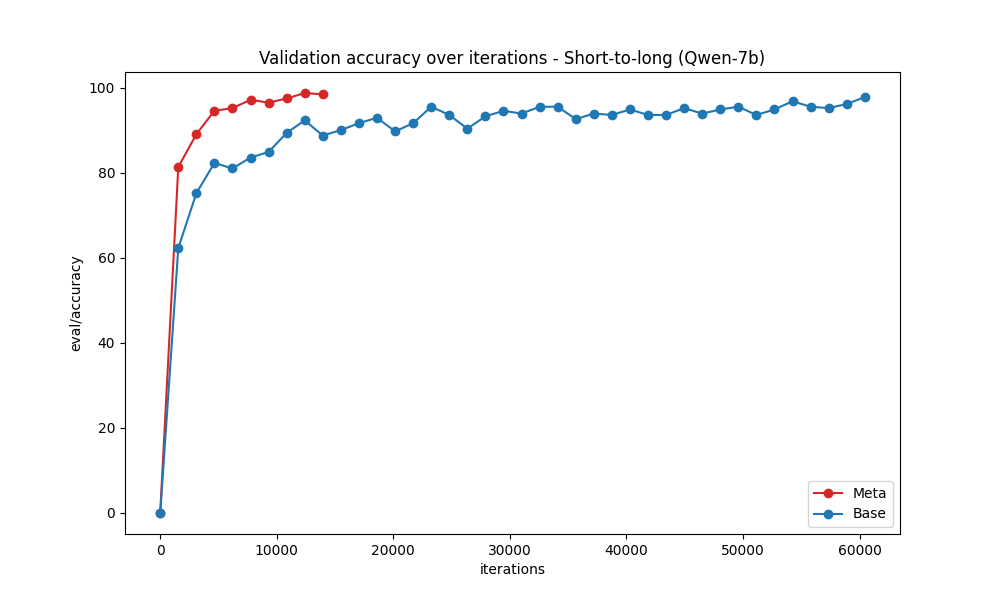 Validation accuracy over iterations - Short-to-long (Qwen-7b)
100
80
60
40
20
0
eval/accuracy
0 10000 20000 30000 40000 50000 60000
iterations
Meta
Base